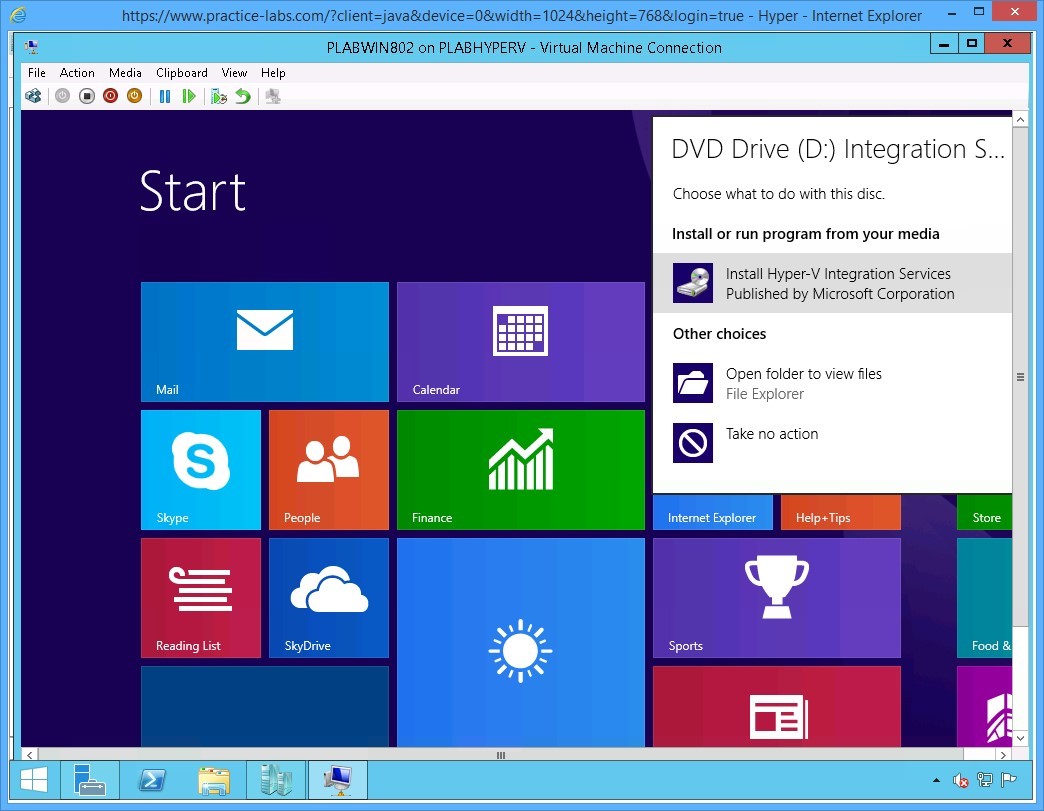 https://www.practice-labs.com/?client=java&device=0&width=1024&height=768&login=true - Hyper - Internet Explorer
PLABWIN802 on PLABHYPERV - Virtual Machine Connection
File Action Media Clipboard View Help
Start
DVD Drive (D:) Integration S...
Choose what to do with this disc.
Install or run program from your media
Install Hyper-V Integration Services
Published by Microsoft Corporation
Other choices
Open folder to view files
File Explorer
Take no action
Mail
Calendar
Skype
People
Finance
Internet Explorer
Help+Tips
Store
Reading List
SkyDrive
Sports
Food &